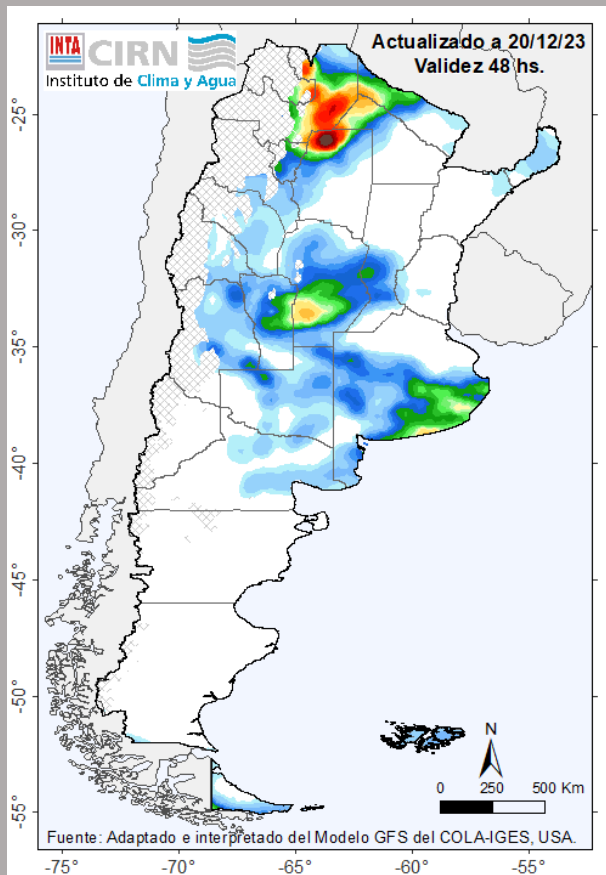 INTA CIRN
Instituto de Clima y Agua
Actualizado a 20/12/23
Validez 48 hs.
-25°
-30°
-35°
-40°
-45°
-50°
-55°
N
0 250 500 Km
Fuente: Adaptado e interpretado del Modelo GFS del COLA-IGES, USA.
-75° -70° -65° -60° -55°